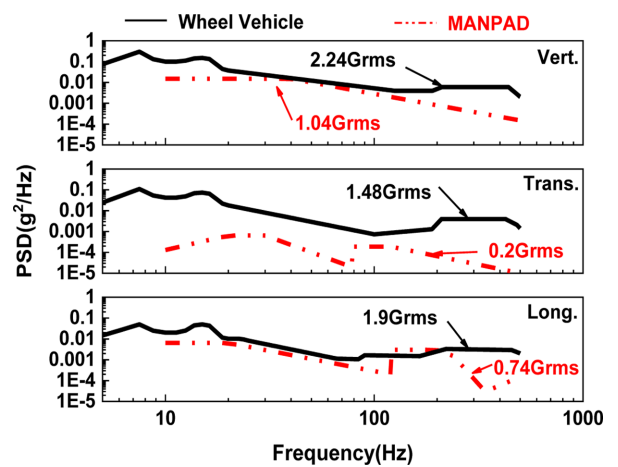 Wheel Vehicle MANPAD
1
0.1
0.01
0.001
1E-4
1E-5
Vert.
2.24Grms
1.04Grms
1
0.1
0.01
0.001
1E-4
1E-5
Trans.
1.48Grms
0.2Grms
1
0.1
0.01
0.001
1E-4
1E-5
Long.
1.9Grms
0.74Grms
PSD(g²/Hz)
10 100 1000
Frequency(Hz)